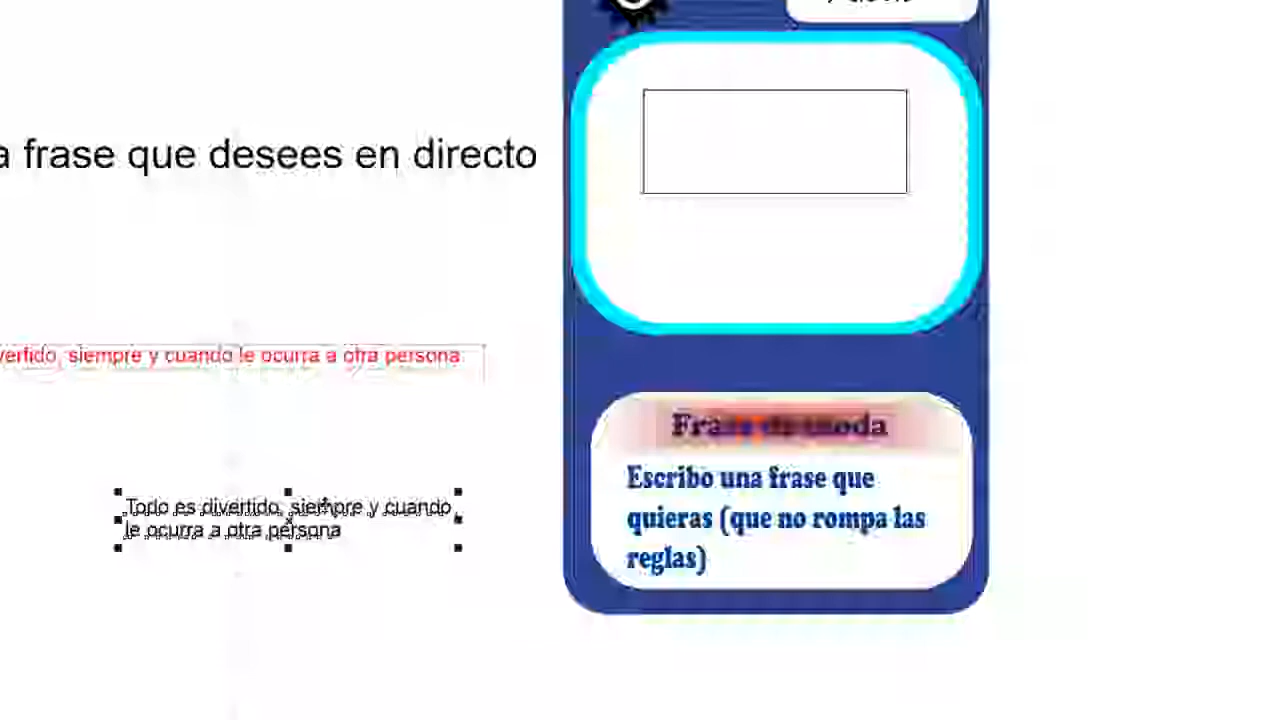 a frase que desees en directo
vertido, siempre y cuando le ocurra a otra persona
Todo es divertido, siempre y cuando
le ocurra a otra persona
Frase de moda
Escribo una frase que
quieras (que no rompa las
reglas)